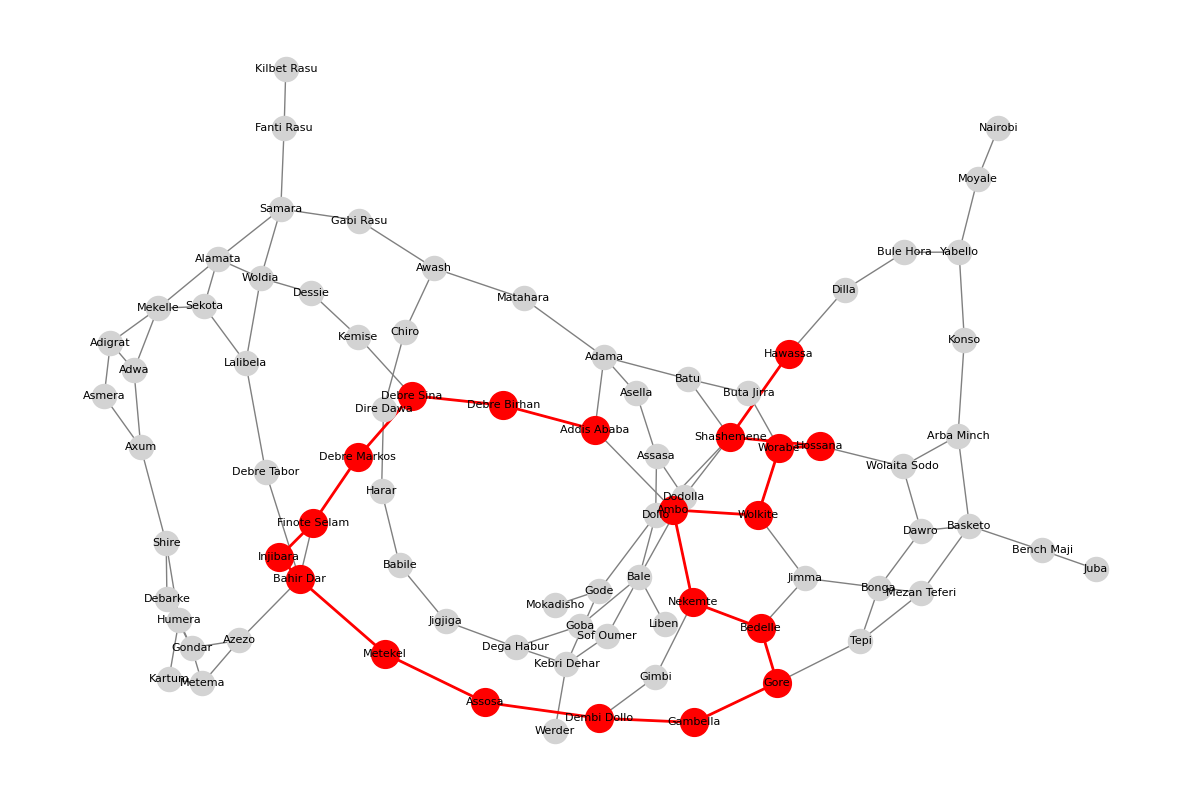 Kilbet Rasu
Fanti Rasu
Nairobi
Moyale
Samara
Gabi Rasu
Bule Hora
Yabello
Alamata
Awash
Woldia
Dessie
Dilla
Matahara
Mekelle
Sekota
Chiro
Kemise
Konso
Adigrat
Hawassa
Adama
Lalibela
Adwa
Batu
Asmera
Debre Sina
Asella
Buta Jirra
Debre Birhan
Dire Dawa
Addis Ababa
Shashemene
Arba Minch
Axum
Worabe
Hossana
Debre Markos
Assasa
Wolaita Sodo
Debre Tabor
Harar
Dodolla
Ambo
Dollo
Wolkite
Finote Selam
Basketo
Dawro
Shire
Bench Maji
Injibara
Babile
Juba
Bahir Dar
Bale
Jimma
Bonga
Gode
Mezan Teferi
Debarke
Mokadisho
Nekemte
Humera
Jigjiga
Goba
Liben
Bedelle
Sof Oumer
Azezo
Tepi
Gondar
Dega Habur
Metekel
Kebri Dehar
Gimbi
Kartum
Metema
Gore
Assosa
Dembi Dollo
Gambella
Werder